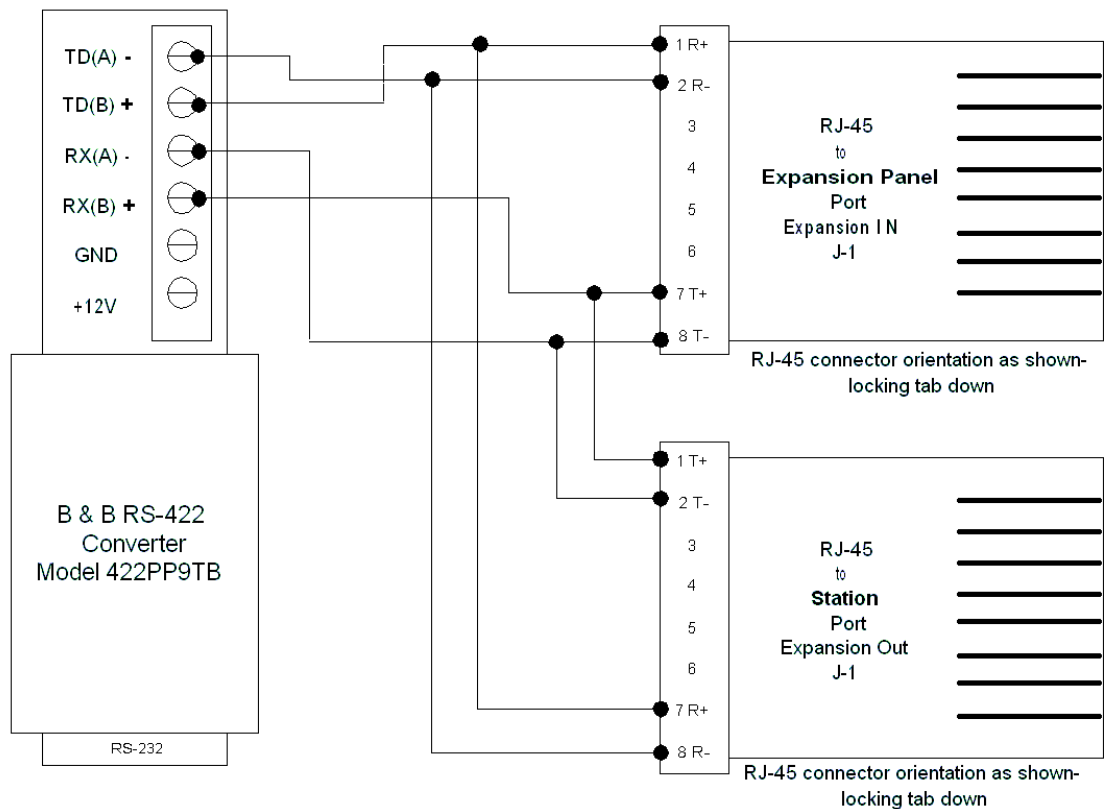 TD(A) -
TD(B) +
RX(A) -
RX(B) +
GND
+12V
B & B RS-422
Converter
Model 422PP9TB
RS-232
1 R+
2 R-
3
4
5
6
7 T+
8 T-
RJ-45
to
Expansion Panel
Port
Expansion IN
J-1
RJ-45 connector orientation as shown-
locking tab down
1 T+
2 T-
3
4
5
6
7 R+
8 R-
RJ-45
to
Station
Port
Expansion Out
J-1
RJ-45 connector orientation as shown-
locking tab down